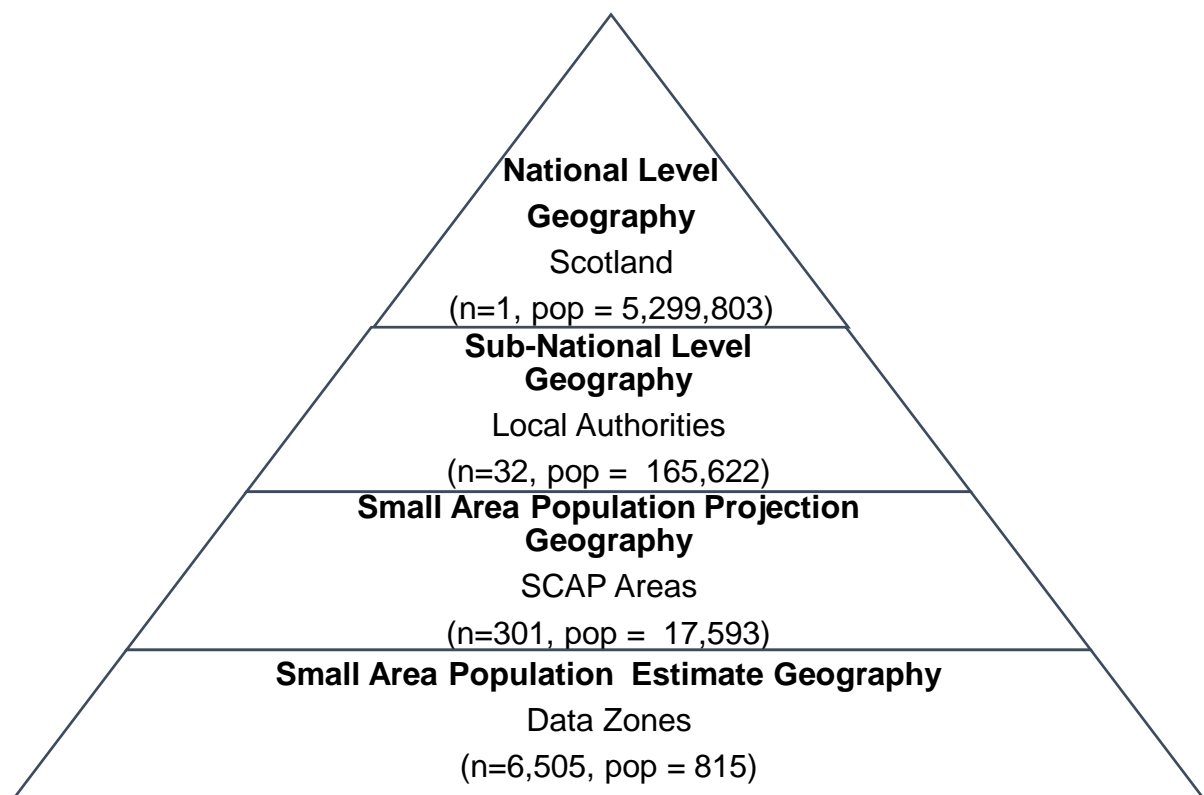 National Level
Geography
Scotland
(n=1, pop = 5,299,803)
Sub-National Level
Geography
Local Authorities
(n=32, pop =  165,622)
Small Area Population Projection
Geography
SCAP Areas
(n=301, pop =  17,593)
Small Area Population  Estimate Geography
Data Zones
(n=6,505, pop = 815)